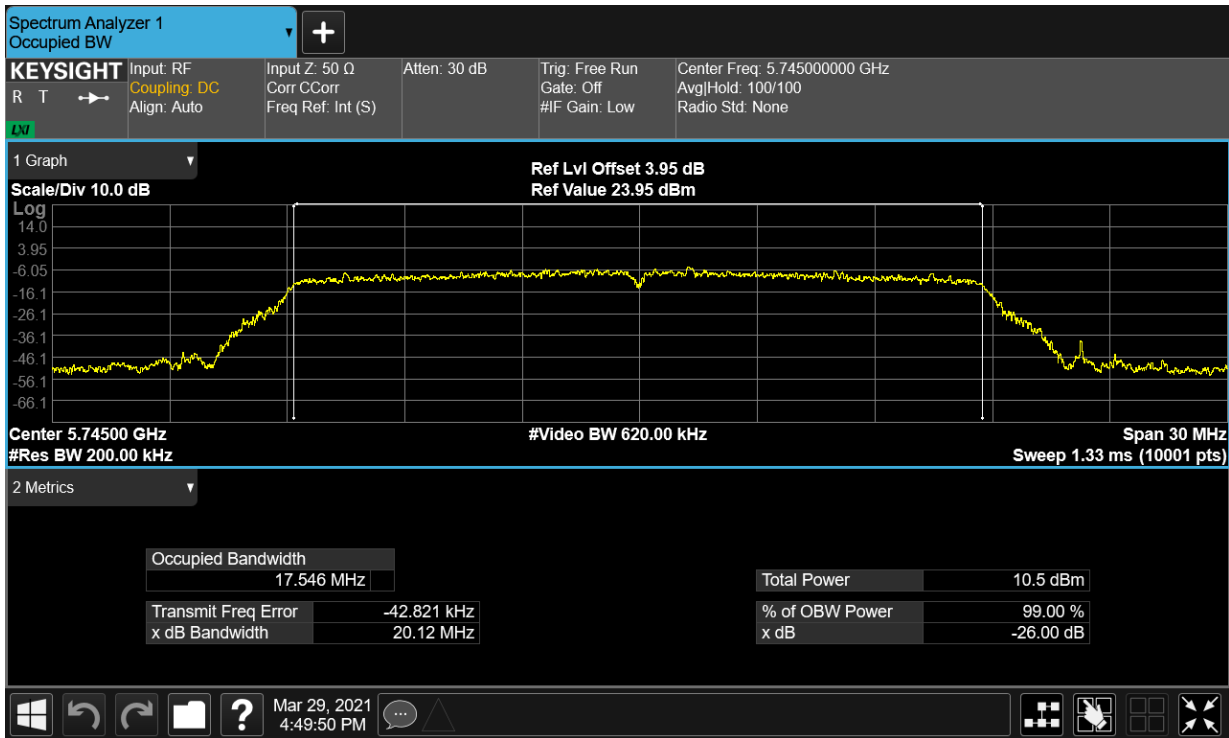 Spectrum Analyzer 1
Occupied BW
▼
+
KEYSIGHT
R T
LXI
Input: RF
Coupling: DC
Align: Auto
Input Z: 50 Ω
Corr CCorr
Freq Ref: Int (S)
Atten: 30 dB
Trig: Free Run
Gate: Off
#IF Gain: Low
Center Freq: 5.745000000 GHz
Avg|Hold: 100/100
Radio Std: None
1 Graph ▼
Scale/Div 10.0 dB
Ref Lvl Offset 3.95 dB
Ref Value 23.95 dBm
Log
14.0
3.95
-6.05
-16.1
-26.1
-36.1
-46.1
-56.1
-66.1
Center 5.74500 GHz
#Res BW 200.00 kHz
#Video BW 620.00 kHz
Span 30 MHz
Sweep 1.33 ms (10001 pts)
2 Metrics ▼
Occupied Bandwidth
17.546 MHz
Transmit Freq Error -42.821 kHz
x dB Bandwidth 20.12 MHz
Total Power 10.5 dBm
% of OBW Power 99.00 %
x dB -26.00 dB
?
Mar 29, 2021
4:49:50 PM